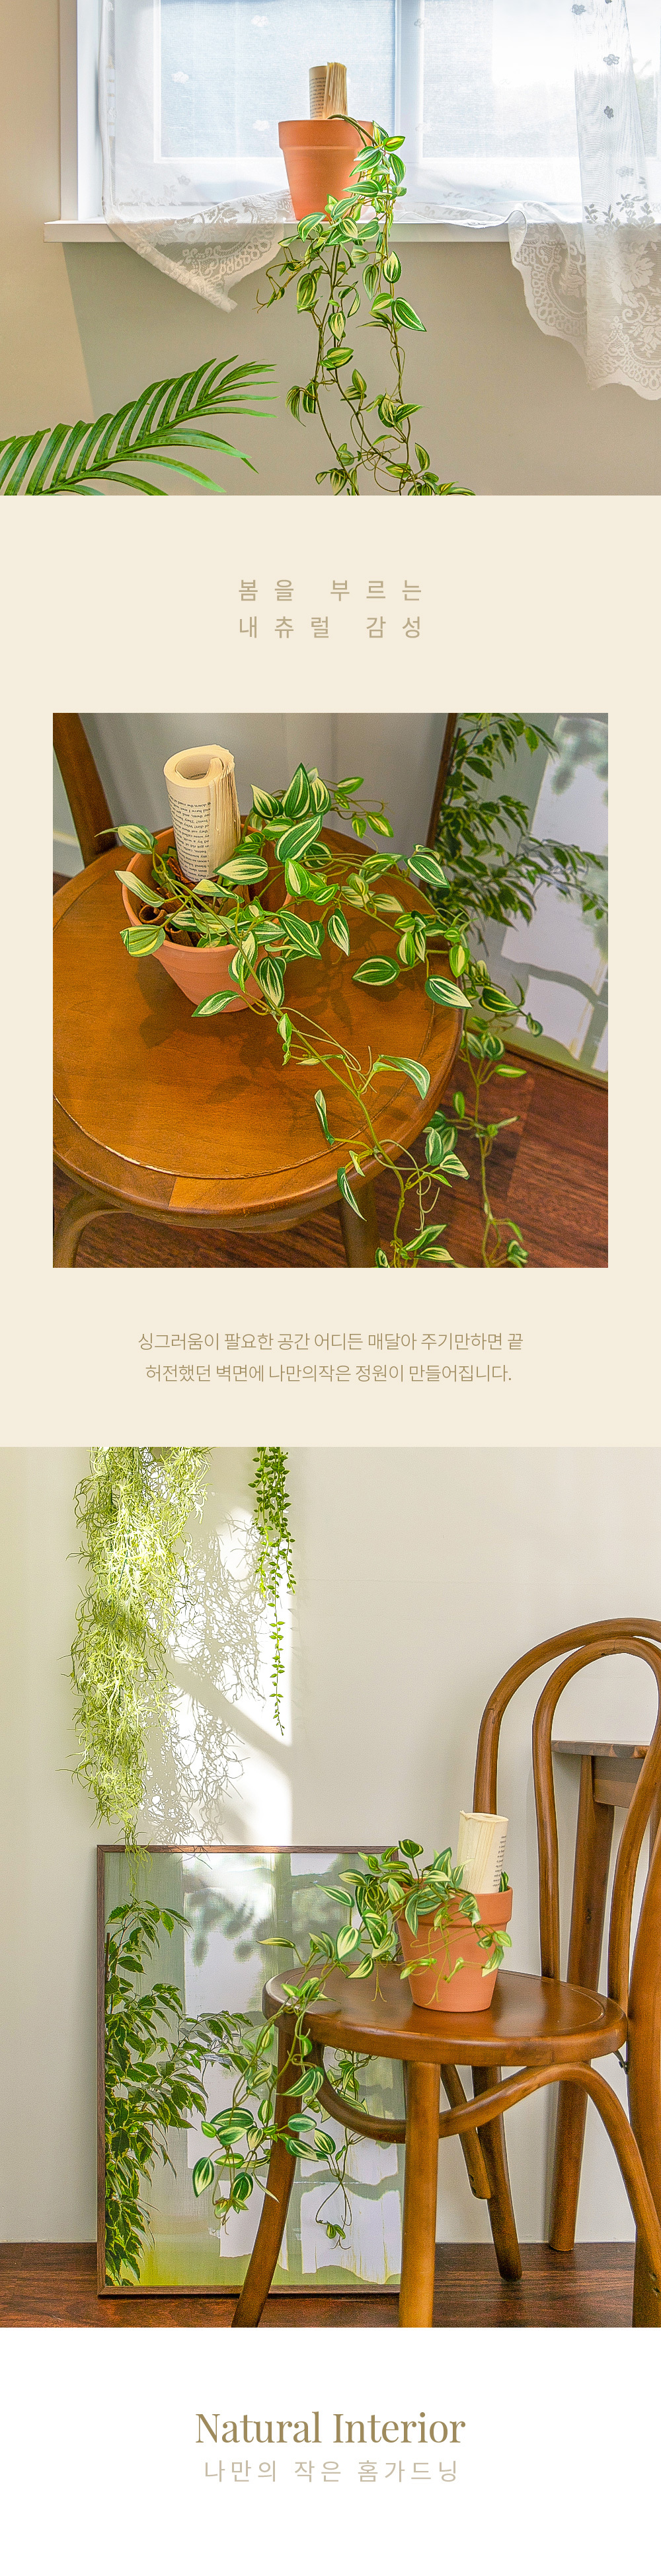 봄을 부르는
내츄럴 감성
싱그러움이 팔요한 공간 어디든 매달아 주기만하면 끝
허전했던 벽면에 나만의작은 정원이 만들어집니다.
Natural Interior
나만의 작은 홈가드닝